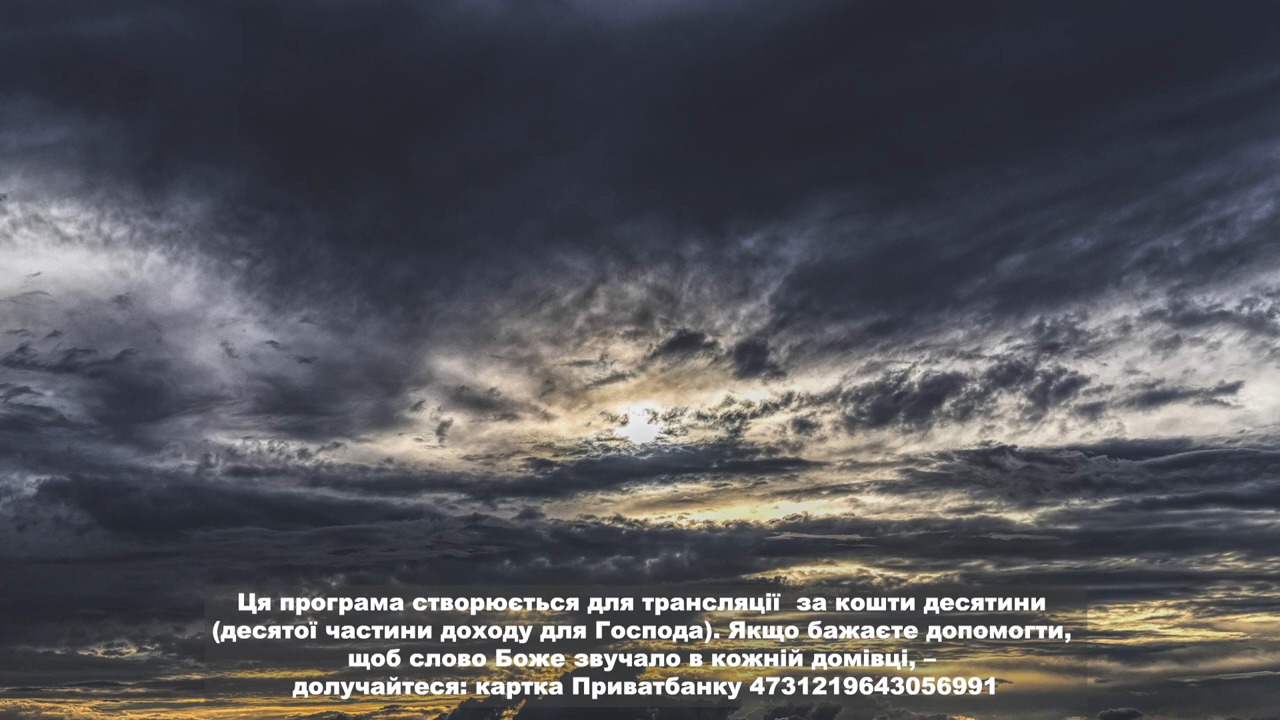 Ця програма створюється для трансляції  за кошти десятини
(десятої частини доходу для Господа). Якщо бажаєте допомогти,
щоб слово Боже звучало в кожній домівці, –
долучайтеся: картка Приватбанку 4731219643056991